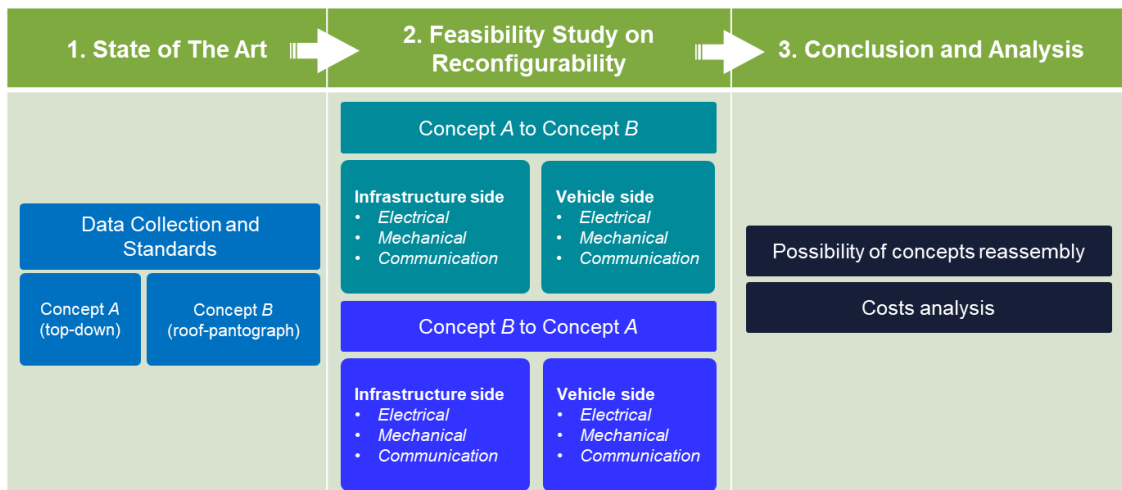 1. State of The Art
2. Feasibility Study on
Reconfigurability
3. Conclusion and Analysis
Data Collection and
Standards
Concept A
(top-down)
Concept B
(roof-pantograph)
Concept A to Concept B
Infrastructure side
• Electrical
• Mechanical
• Communication
Vehicle side
• Electrical
• Mechanical
• Communication
Concept B to Concept A
Infrastructure side
• Electrical
• Mechanical
• Communication
Vehicle side
• Electrical
• Mechanical
• Communication
Possibility of concepts reassembly
Costs analysis